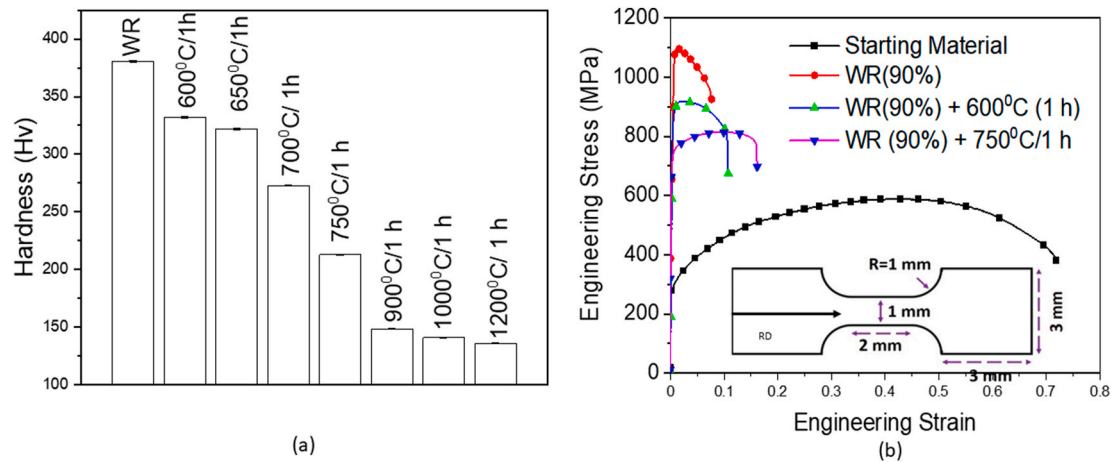 Hardness (Hv)
400
350
300
250
200
150
100
WR
600⁰C/1h
650⁰C/1h
700⁰C/ 1h
750⁰C/1 h
900⁰C/1 h
1000⁰C/1 h
1200⁰C/ 1 h
(a)
Engineering Stress (MPa)
1200
1000
800
600
400
200
0
Starting Material
WR(90%)
WR(90%) + 600⁰C (1 h)
WR (90%) + 750⁰C/1 h
R=1 mm
1 mm
3 mm
RD
2 mm
3 mm
0.0 0.1 0.2 0.3 0.4 0.5 0.6 0.7 0.8
Engineering Strain
(b)